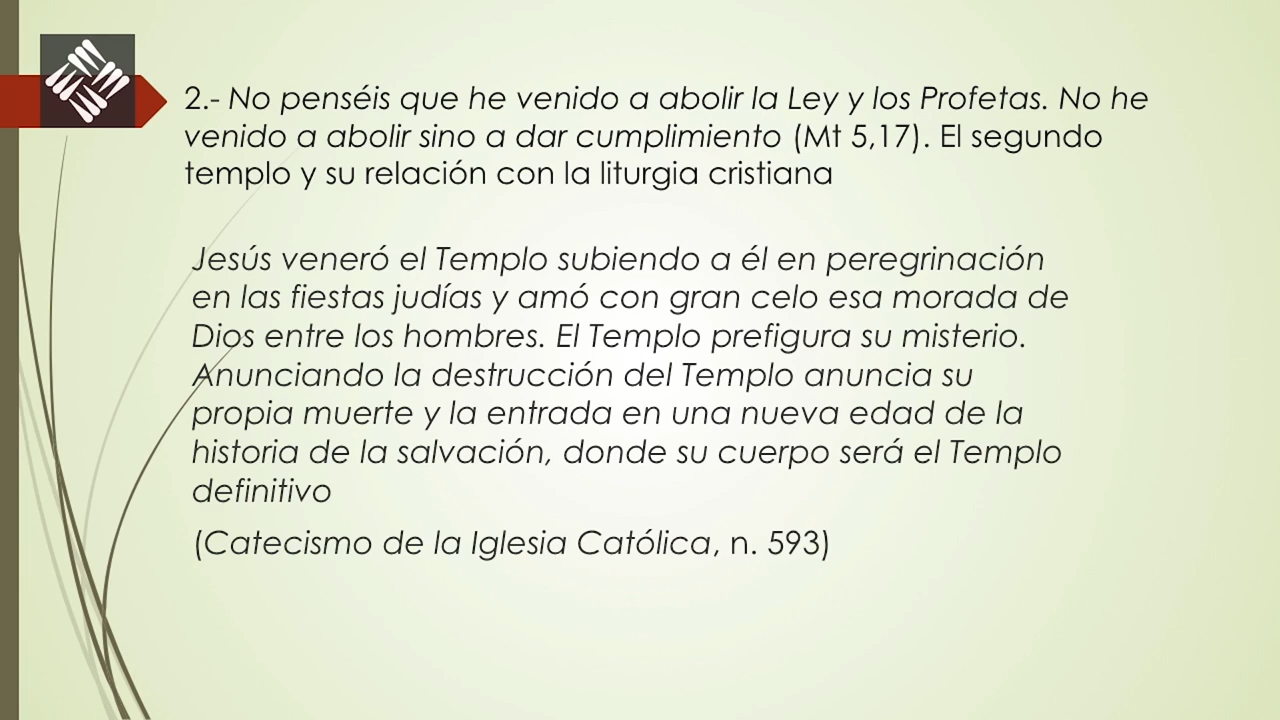 2.- No penséis que he venido a abolir la Ley y los Profetas. No he
venido a abolir sino a dar cumplimiento (Mt 5,17). El segundo
templo y su relación con la liturgia cristiana
Jesús veneró el Templo subiendo a él en peregrinación
en las fiestas judías y amó con gran celo esa morada de
Dios entre los hombres. El Templo prefigura su misterio.
Anunciando la destrucción del Templo anuncia su
propia muerte y la entrada en una nueva edad de la
historia de la salvación, donde su cuerpo será el Templo
definitivo
(Catecismo de la Iglesia Católica, n. 593)